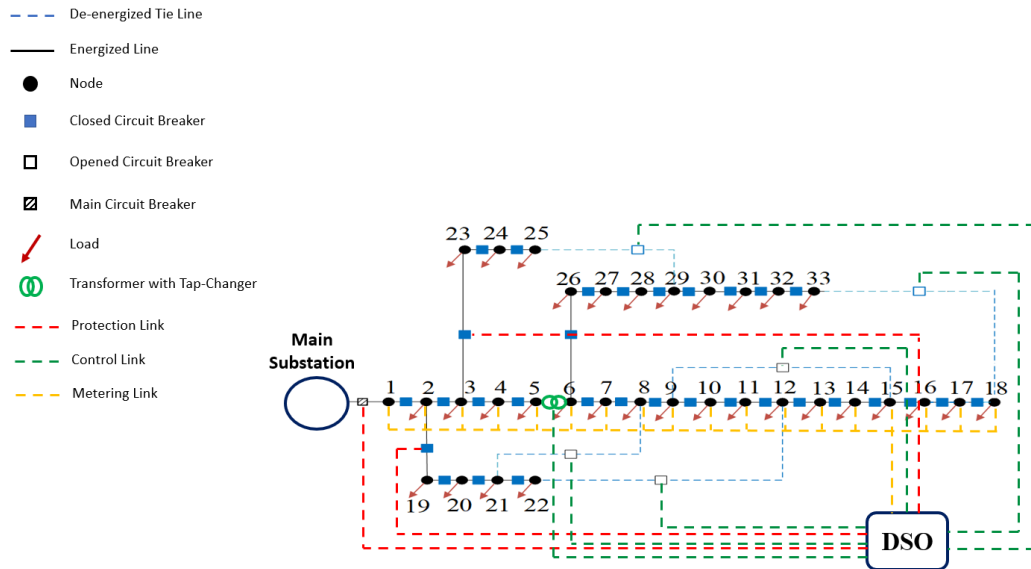 De-energized Tie Line
Energized Line
Node
Closed Circuit Breaker
Opened Circuit Breaker
Main Circuit Breaker
Load
Transformer with Tap-Changer
Protection Link
Control Link
Metering Link
23 24 25
26 27 28 29 30 31 32 33
Main
Substation
1 2 3 4 5 6 7 8 9 10 11 12 13 14 15 16 17 18
19 20 21 22
DSO